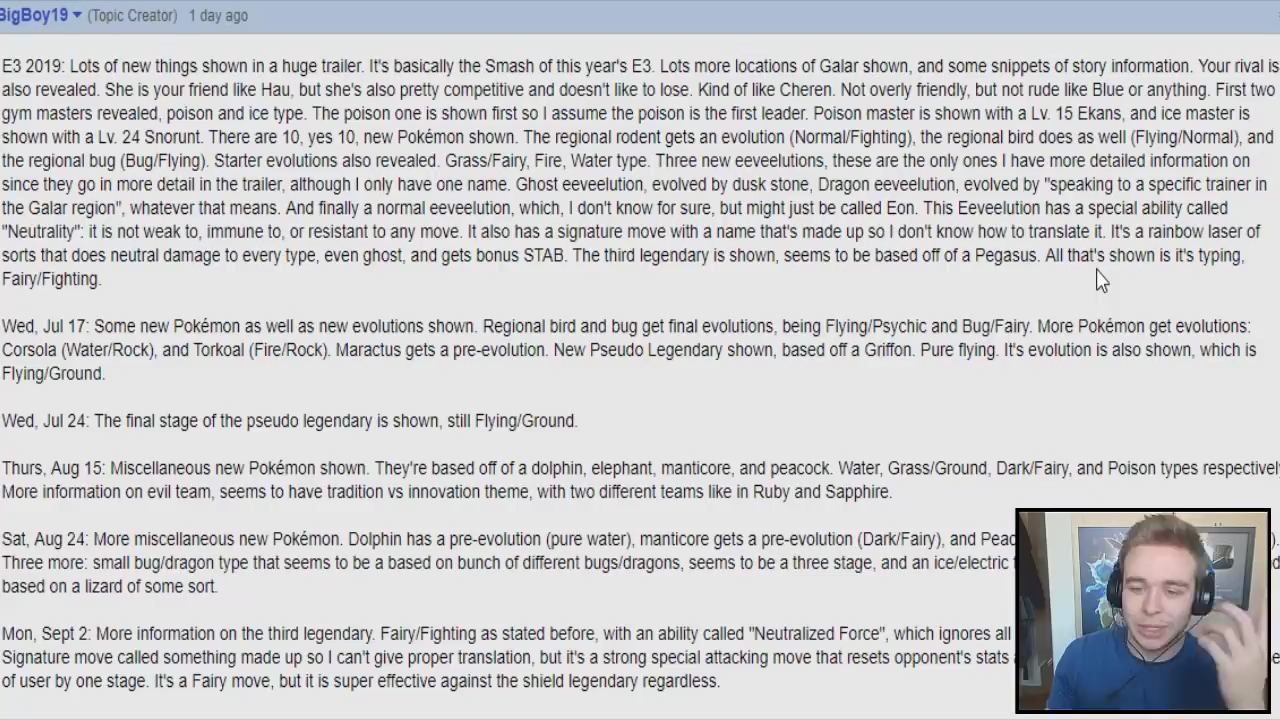 BigBoy19 (Topic Creator) 1 day ago
E3 2019: Lots of new things shown in a huge trailer. It's basically the Smash of this year's E3. Lots more locations of Galar shown, and some snippets of story information. Your rival is
also revealed. She is your friend like Hau, but she's also pretty competitive and doesn't like to lose. Kind of like Cheren. Not overly friendly, but not rude like Blue or anything. First two
gym masters revealed, poison and ice type. The poison one is shown first so I assume the poison is the first leader. Poison master is shown with a Lv. 15 Ekans, and ice master is
shown with a Lv. 24 Snorunt. There are 10, yes 10, new Pokémon shown. The regional rodent gets an evolution (Normal/Fighting), the regional bird does as well (Flying/Normal), and
the regional bug (Bug/Flying). Starter evolutions also revealed. Grass/Fairy, Fire, Water type. Three new eeveelutions, these are the only ones I have more detailed information on
since they go in more detail in the trailer, although I only have one name. Ghost eeveelution, evolved by dusk stone, Dragon eeveelution, evolved by "speaking to a specific trainer in
the Galar region", whatever that means. And finally a normal eeveelution, which, I don't know for sure, but might just be called Eon. This Eeveelution has a special ability called
"Neutrality": it is not weak to, immune to, or resistant to any move. It also has a signature move with a name that's made up so I don't know how to translate it. It's a rainbow laser of
sorts that does neutral damage to every type, even ghost, and gets bonus STAB. The third legendary is shown, seems to be based off of a Pegasus. All that's shown is it's typing,
Fairy/Fighting.
Wed, Jul 17: Some new Pokémon as well as new evolutions shown. Regional bird and bug get final evolutions, being Flying/Psychic and Bug/Fairy. More Pokémon get evolutions:
Corsola (Water/Rock), and Torkoal (Fire/Rock). Maractus gets a pre-evolution. New Pseudo Legendary shown, based off a Griffon. Pure flying. It's evolution is also shown, which is
Flying/Ground.
Wed, Jul 24: The final stage of the pseudo legendary is shown, still Flying/Ground.
Thurs, Aug 15: Miscellaneous new Pokémon shown. They're based off of a dolphin, elephant, manticore, and peacock. Water, Grass/Ground, Dark/Fairy, and Poison types respectively
More information on evil team, seems to have tradition vs innovation theme, with two different teams like in Ruby and Sapphire.
Sat, Aug 24: More miscellaneous new Pokémon. Dolphin has a pre-evolution (pure water), manticore gets a pre-evolution (Dark/Fairy), and Peac
Three more: small bug/dragon type that seems to be a based on bunch of different bugs/dragons, seems to be a three stage, and an ice/electric
based on a lizard of some sort.
Mon, Sept 2: More information on the third legendary. Fairy/Fighting as stated before, with an ability called "Neutralized Force", which ignores all
Signature move called something made up so I can't give proper translation, but it's a strong special attacking move that resets opponent's stats
of user by one stage. It's a Fairy move, but it is super effective against the shield legendary regardless.